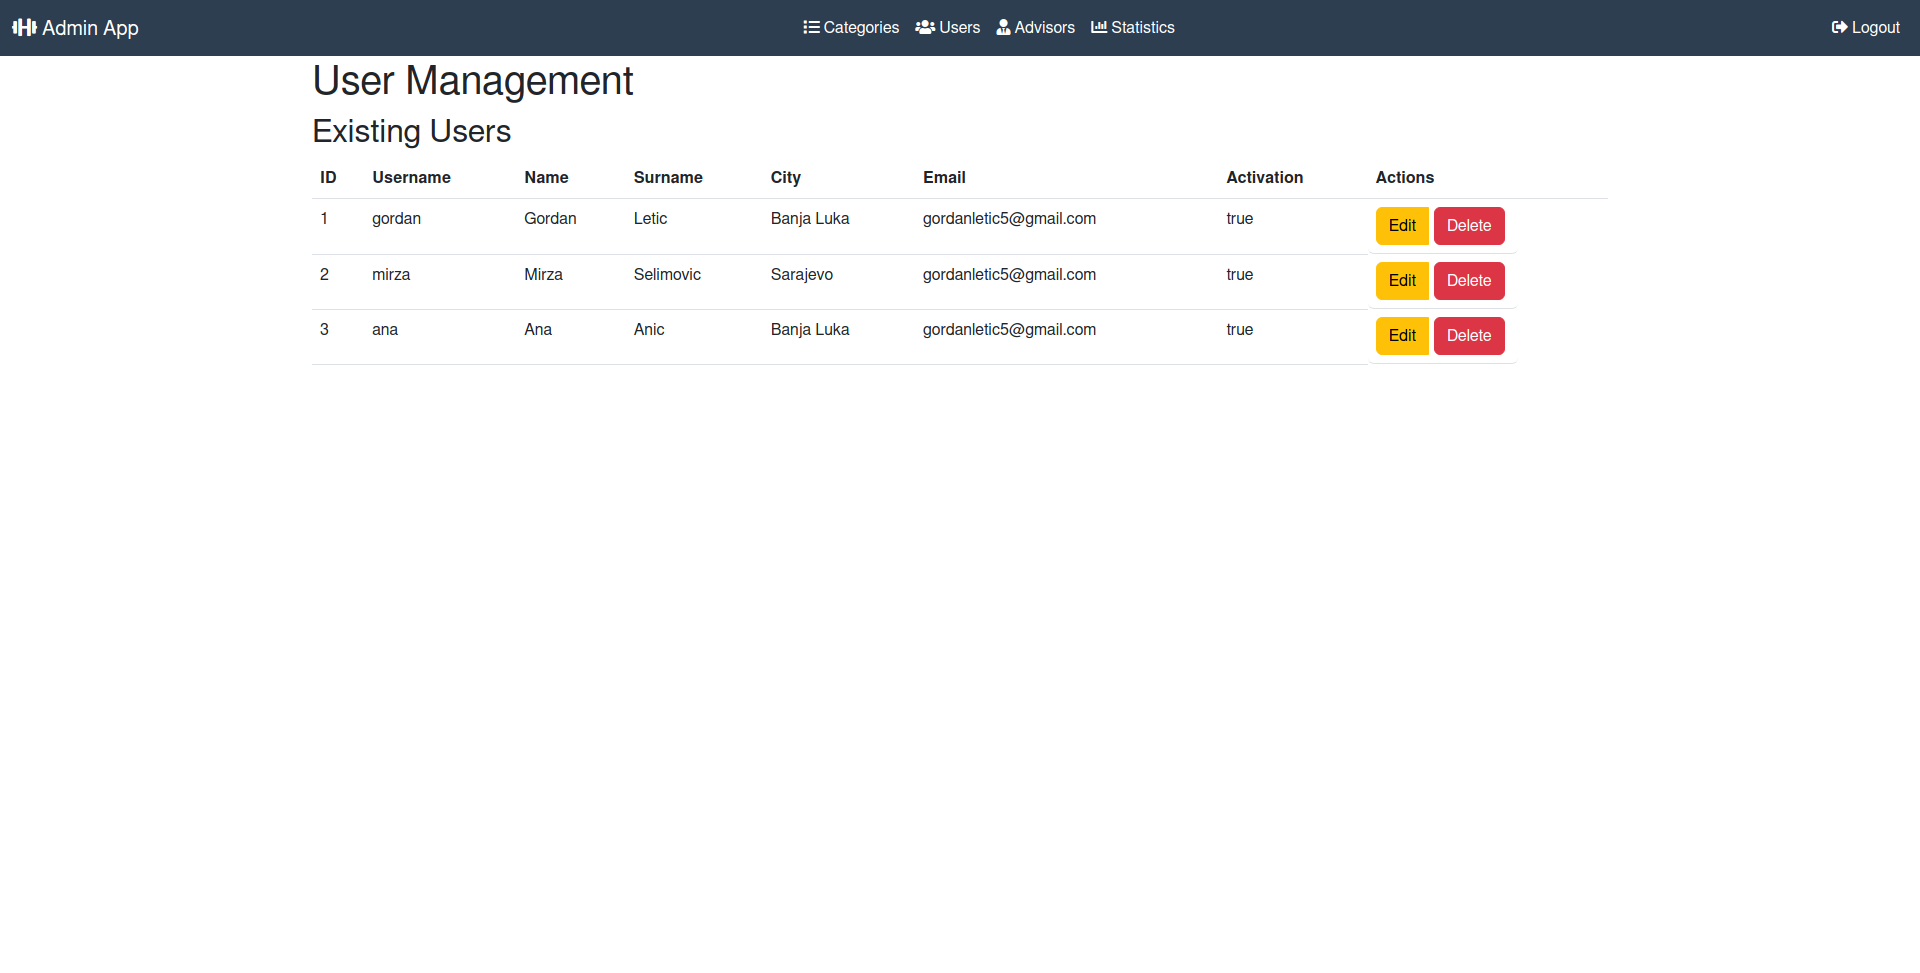 Admin App Categories Users Advisors Statistics Logout
User Management
Existing Users
ID Username Name Surname City Email Activation Actions
1 gordan Gordan Letic Banja Luka gordanletic5@gmail.com true Edit Delete
2 mirza Mirza Selimovic Sarajevo gordanletic5@gmail.com true Edit Delete
3 ana Ana Anic Banja Luka gordanletic5@gmail.com true Edit Delete